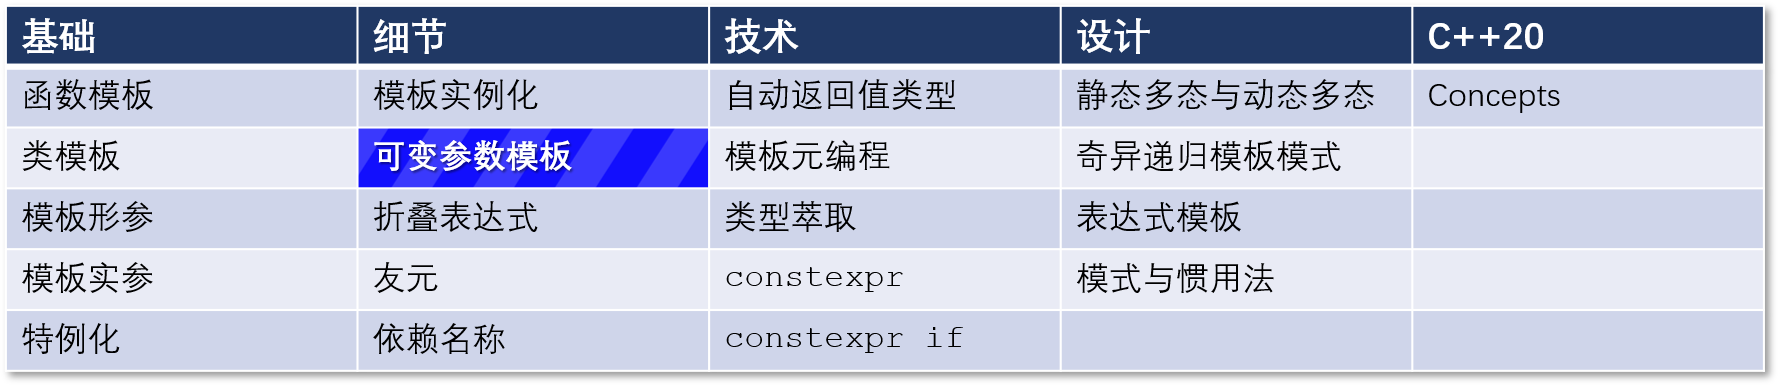 基础 细节 技术 设计 C++20
函数模板 模板实例化 自动返回值类型 静态多态与动态多态 Concepts
类模板 可变参数模板 模板元编程 奇异递归模板模式
模板形参 折叠表达式 类型萃取 表达式模板
模板实参 友元 constexpr 模式与惯用法
特例化 依赖名称 constexpr if